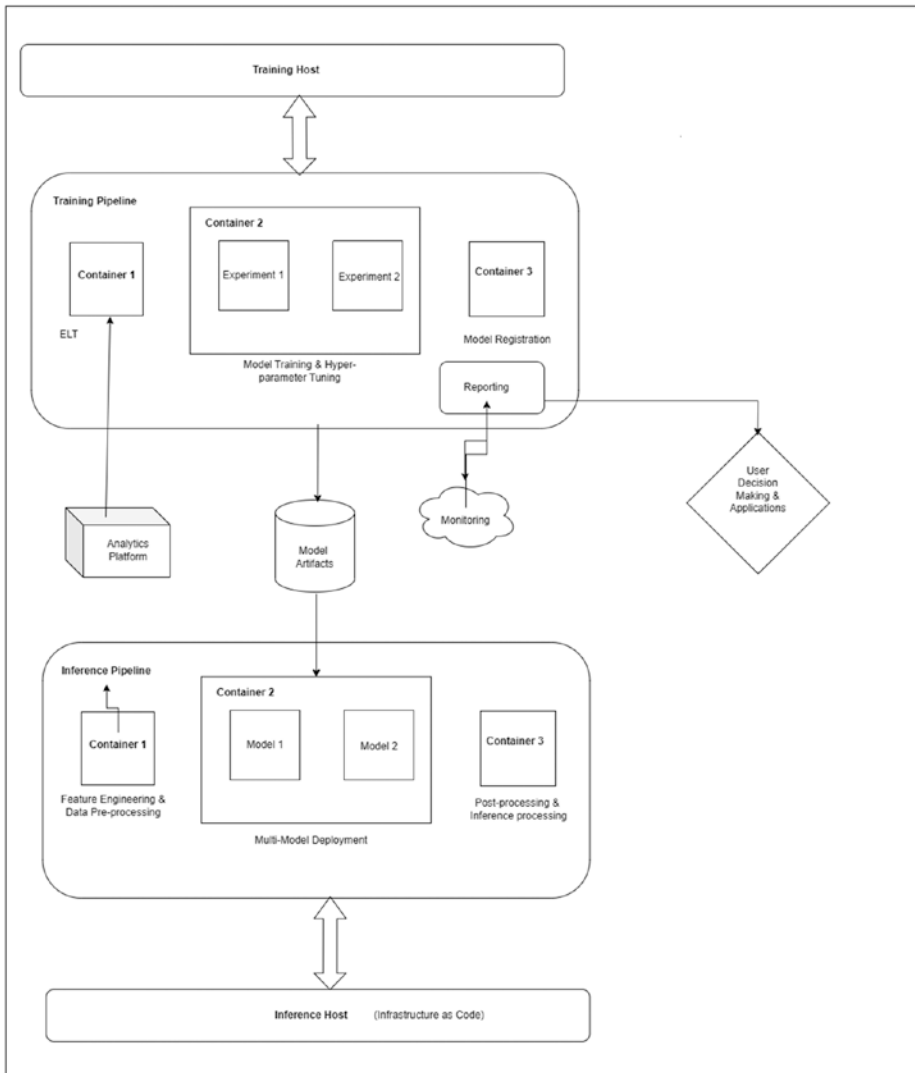 Training Host
Training Pipeline
Container 2
Container 1
Experiment 1
Experiment 2
Container 3
ELT
Model Registration
Model Training & Hyper-
parameter Tuning
Reporting
User
Decision
Making &
Applications
Monitoring
Analytics
Platform
Model
Artifacts
Inference Pipeline
Container 2
Container 1
Model 1
Model 2
Container 3
Feature Engineering &
Data Pre-processing
Post-processing &
Inference processing
Multi-Model Deployment
Inference Host (Infrastructure as Code)